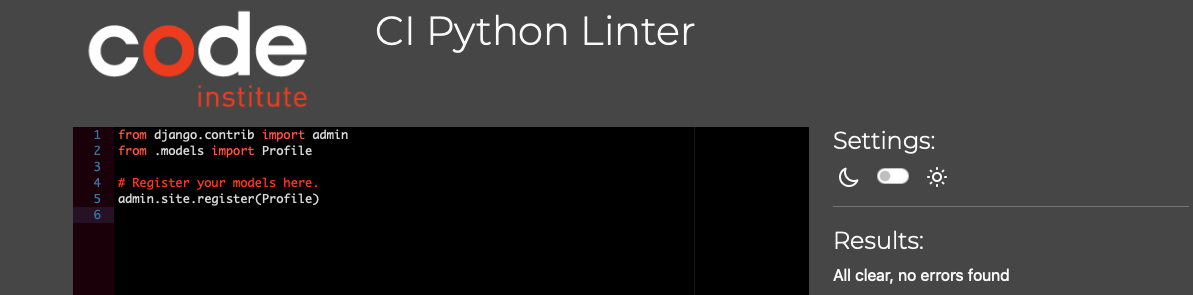 code
institute
CI Python Linter
1 from django.contrib import admin
2 from .models import Profile
3
4 # Register your models here.
5 admin.site.register(Profile)
6
Settings:
Results:
All clear, no errors found